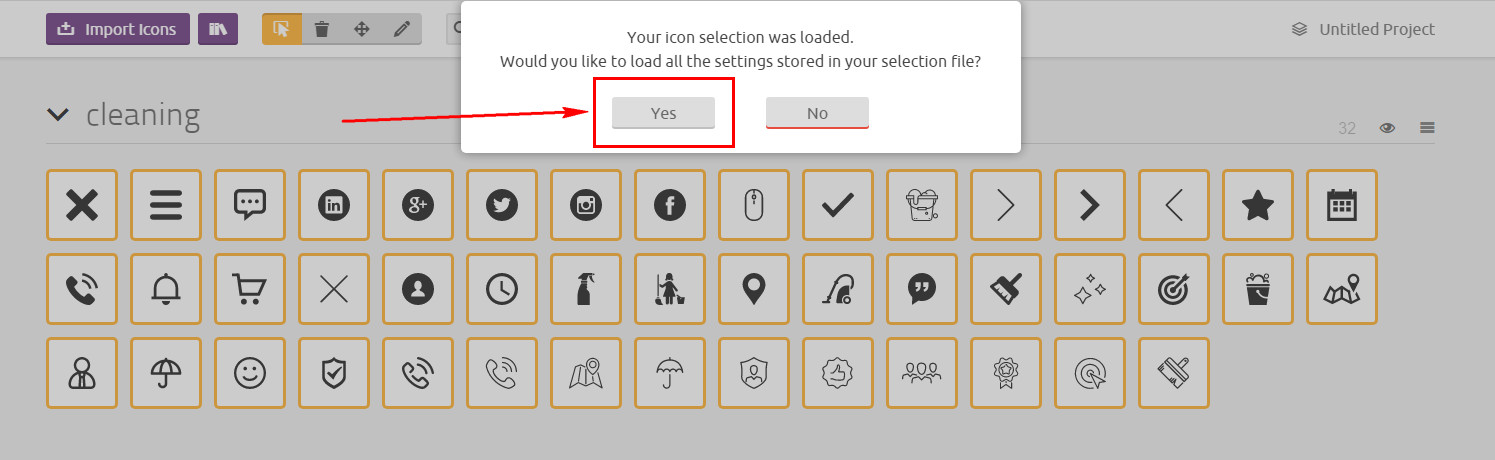 Import Icons
Untitled Project
Your icon selection was loaded.
Would you like to load all the settings stored in your selection file?
Yes
No
cleaning
32
in
g+
f